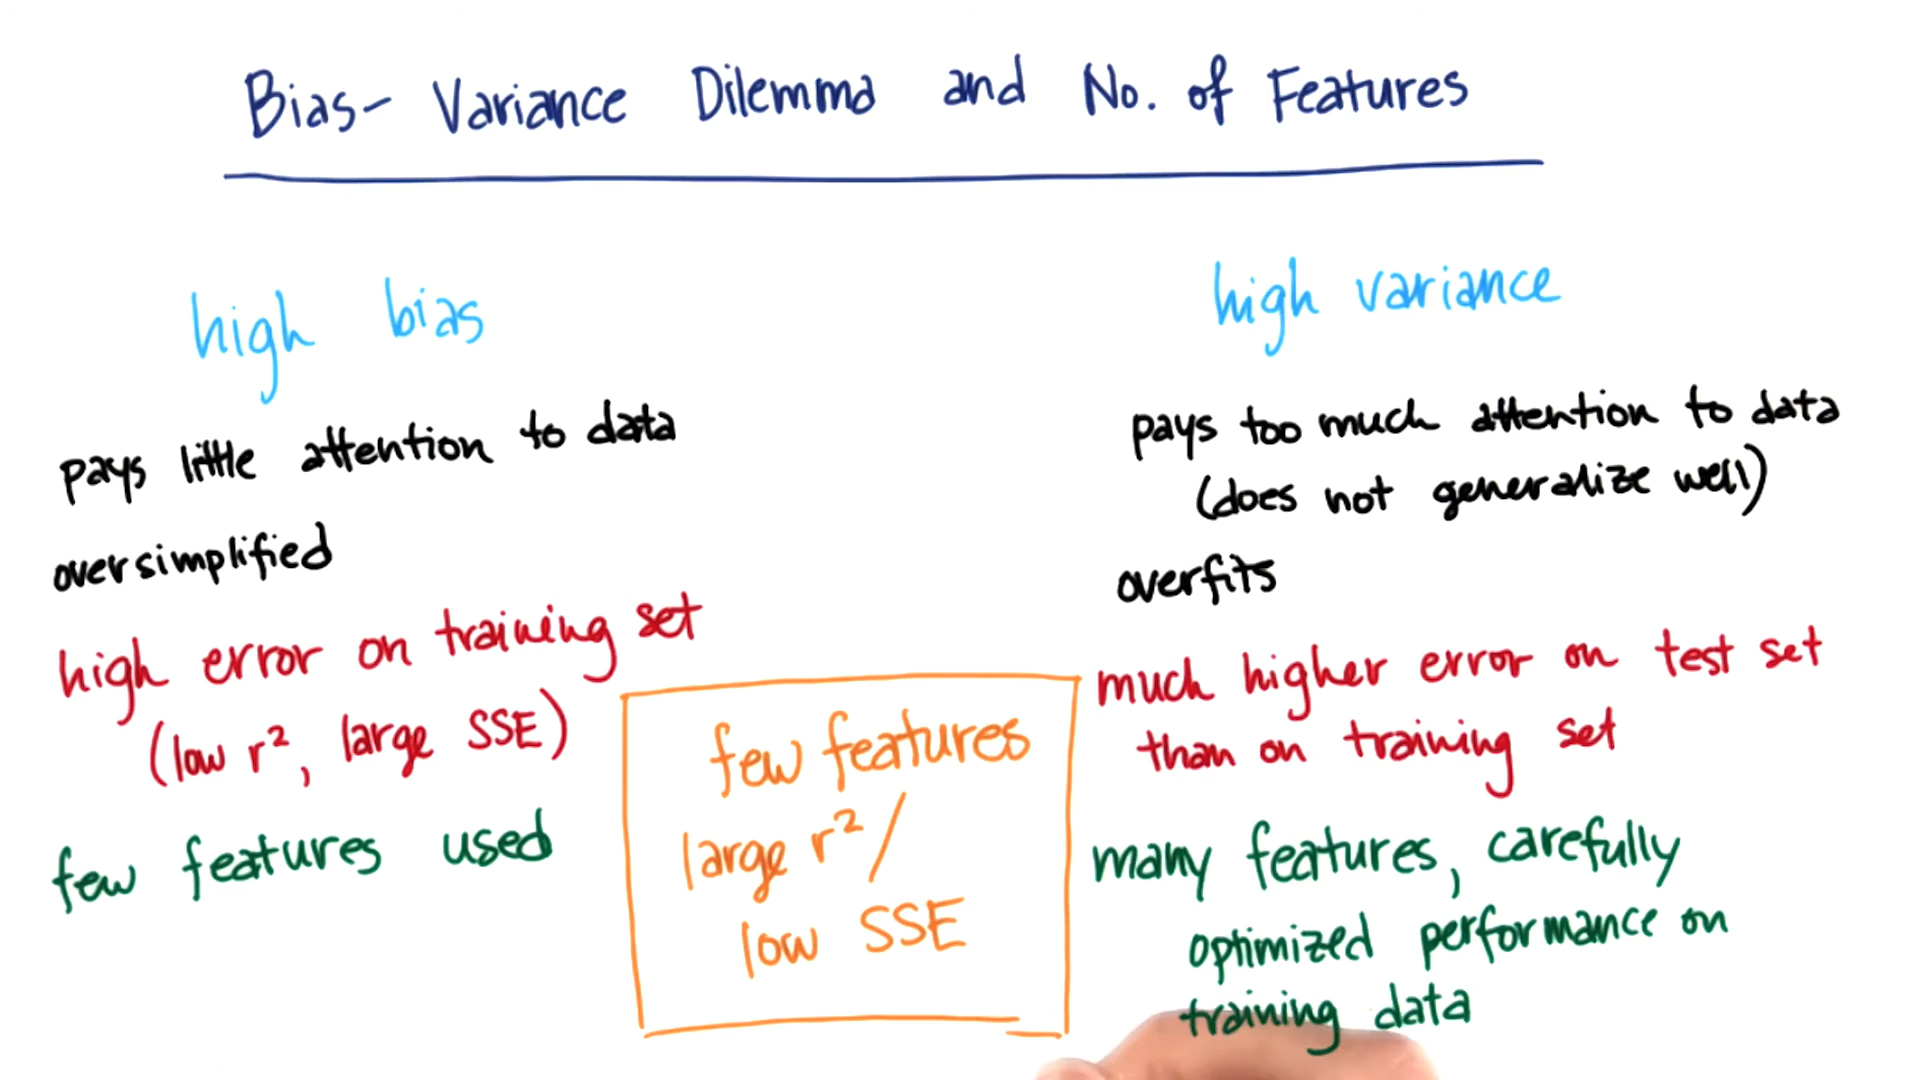 Bias- Variance Dilemma and No. of Features
high bias
pays little attention to data
oversimplified
high error on training set
(low r², large SSE)
few features used
few features
large r² /
low SSE
high variance
pays too much attention to data
(does not generalize well)
overfits
much higher error on test set
than on training set
many features, carefully
optimized performance on
training data